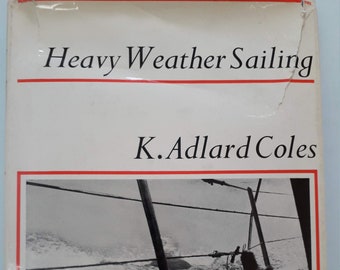 Heavy Weather Sailing
K. Adlard Coles